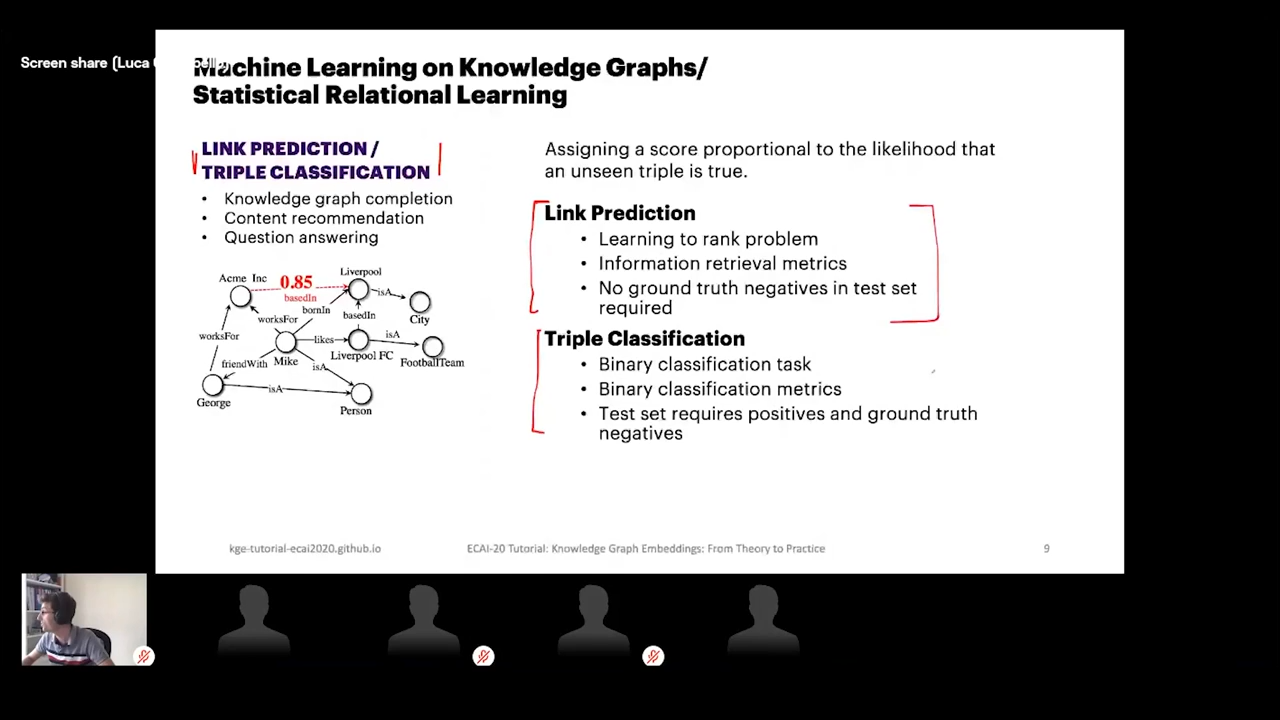 Screen share (Luca
Machine Learning on Knowledge Graphs/
Statistical Relational Learning
LINK PREDICTION /
TRIPLE CLASSIFICATION
• Knowledge graph completion
• Content recommendation
• Question answering
Acme Inc
0.85
basedIn
Liverpool
isA
City
worksFor
bornIn
basedIn
worksFor
likes
isA
Mike
Liverpool FC
FootballTeam
friendWith
isA
George
isA
Person
Assigning a score proportional to the likelihood that
an unseen triple is true.
Link Prediction
• Learning to rank problem
• Information retrieval metrics
• No ground truth negatives in test set
required
Triple Classification
• Binary classification task
• Binary classification metrics
• Test set requires positives and ground truth
negatives
kge-tutorial-ecai2020.github.io
ECAI-20 Tutorial: Knowledge Graph Embeddings: From Theory to Practice
9